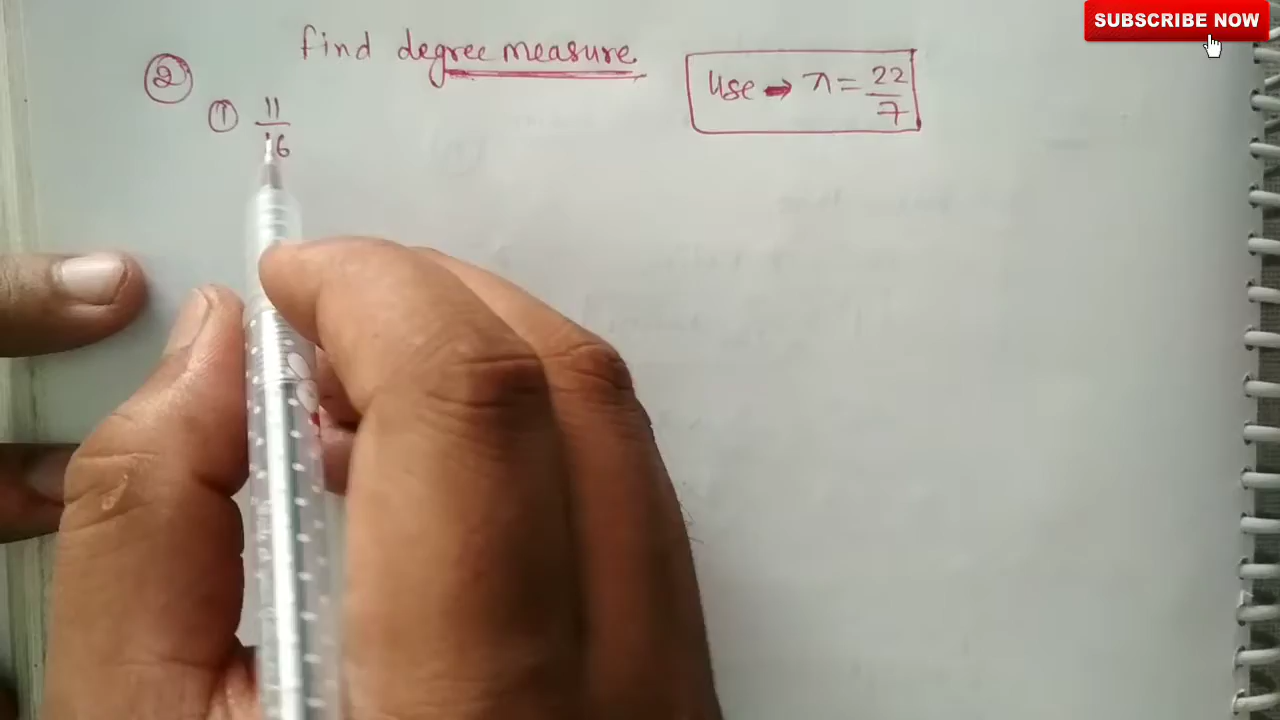 SUBSCRIBE NOW
find degree measure
② ① 11/16
Use → π = 22/7